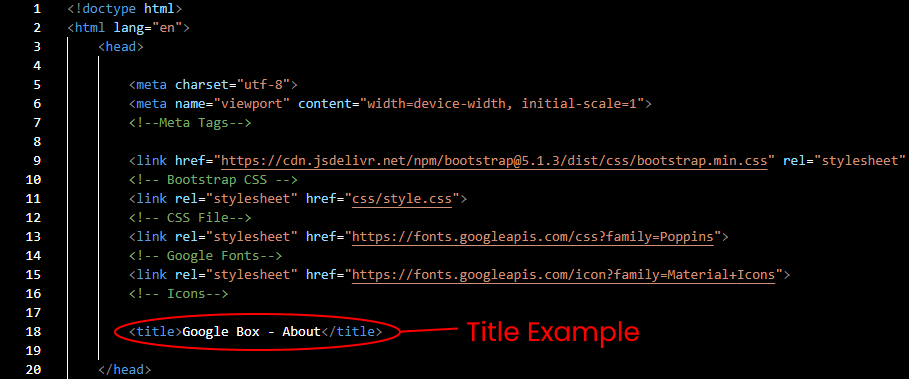 1 <!doctype html>
2 <html lang="en">
3 <head>
4
5 <meta charset="utf-8">
6 <meta name="viewport" content="width=device-width, initial-scale=1">
7 <!--Meta Tags-->
8
9 <link href="https://cdn.jsdelivr.net/npm/bootstrap@5.1.3/dist/css/bootstrap.min.css" rel="stylesheet"
10 <!-- Bootstrap CSS -->
11 <link rel="stylesheet" href="css/style.css">
12 <!-- CSS File-->
13 <link rel="stylesheet" href="https://fonts.googleapis.com/css?family=Poppins">
14 <!-- Google Fonts-->
15 <link rel="stylesheet" href="https://fonts.googleapis.com/icon?family=Material+Icons">
16 <!-- Icons-->
17
18 <title>Google Box - About</title> Title Example
19
20 </head>